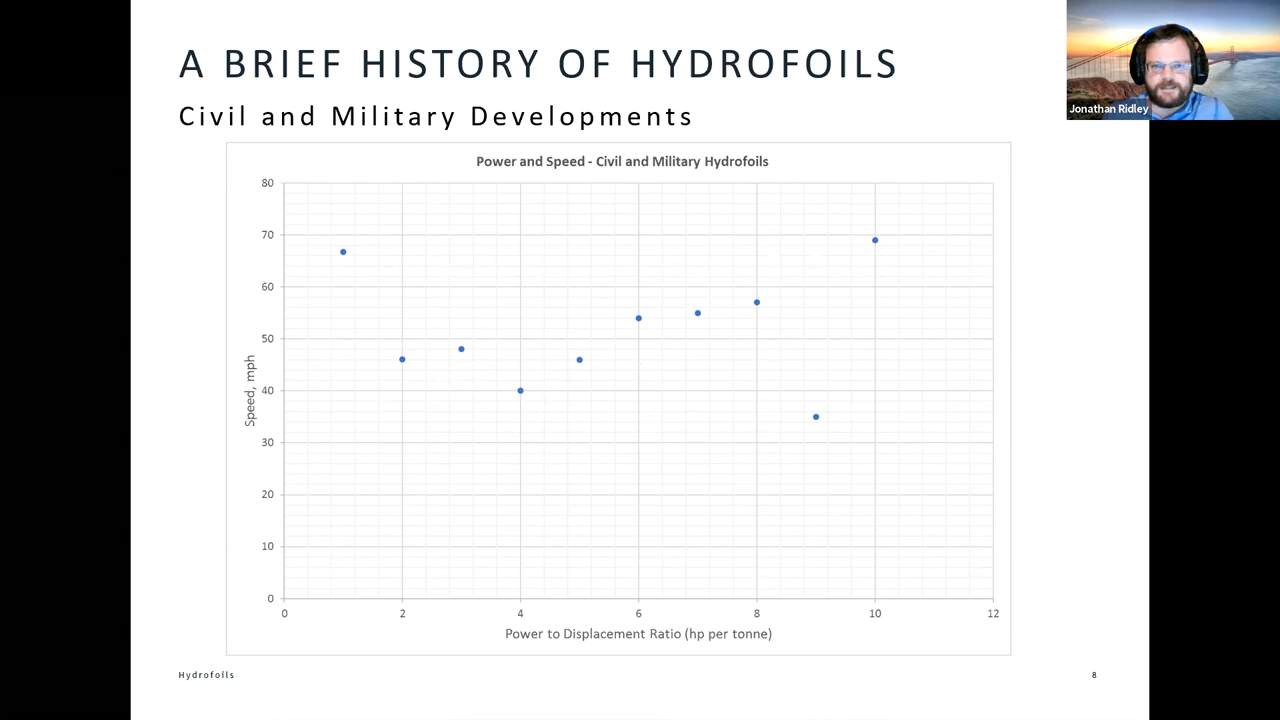 A BRIEF HISTORY OF HYDROFOILS
Civil and Military Developments
Jonathan Ridley
Power and Speed - Civil and Military Hydrofoils
80
70
60
50
40
30
20
10
0
Speed, mph
0 2 4 6 8 10 12
Power to Displacement Ratio (hp per tonne)
Hydrofoils
8